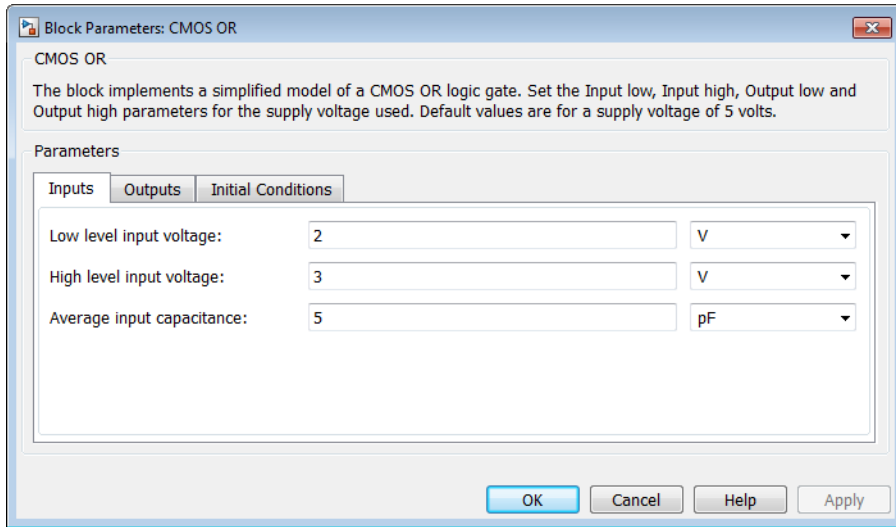 Block Parameters: CMOS OR
CMOS OR
The block implements a simplified model of a CMOS OR logic gate. Set the Input low, Input high, Output low and
Output high parameters for the supply voltage used. Default values are for a supply voltage of 5 volts.
Parameters
Inputs Outputs Initial Conditions
Low level input voltage: 2 V
High level input voltage: 3 V
Average input capacitance: 5 pF
OK Cancel Help Apply